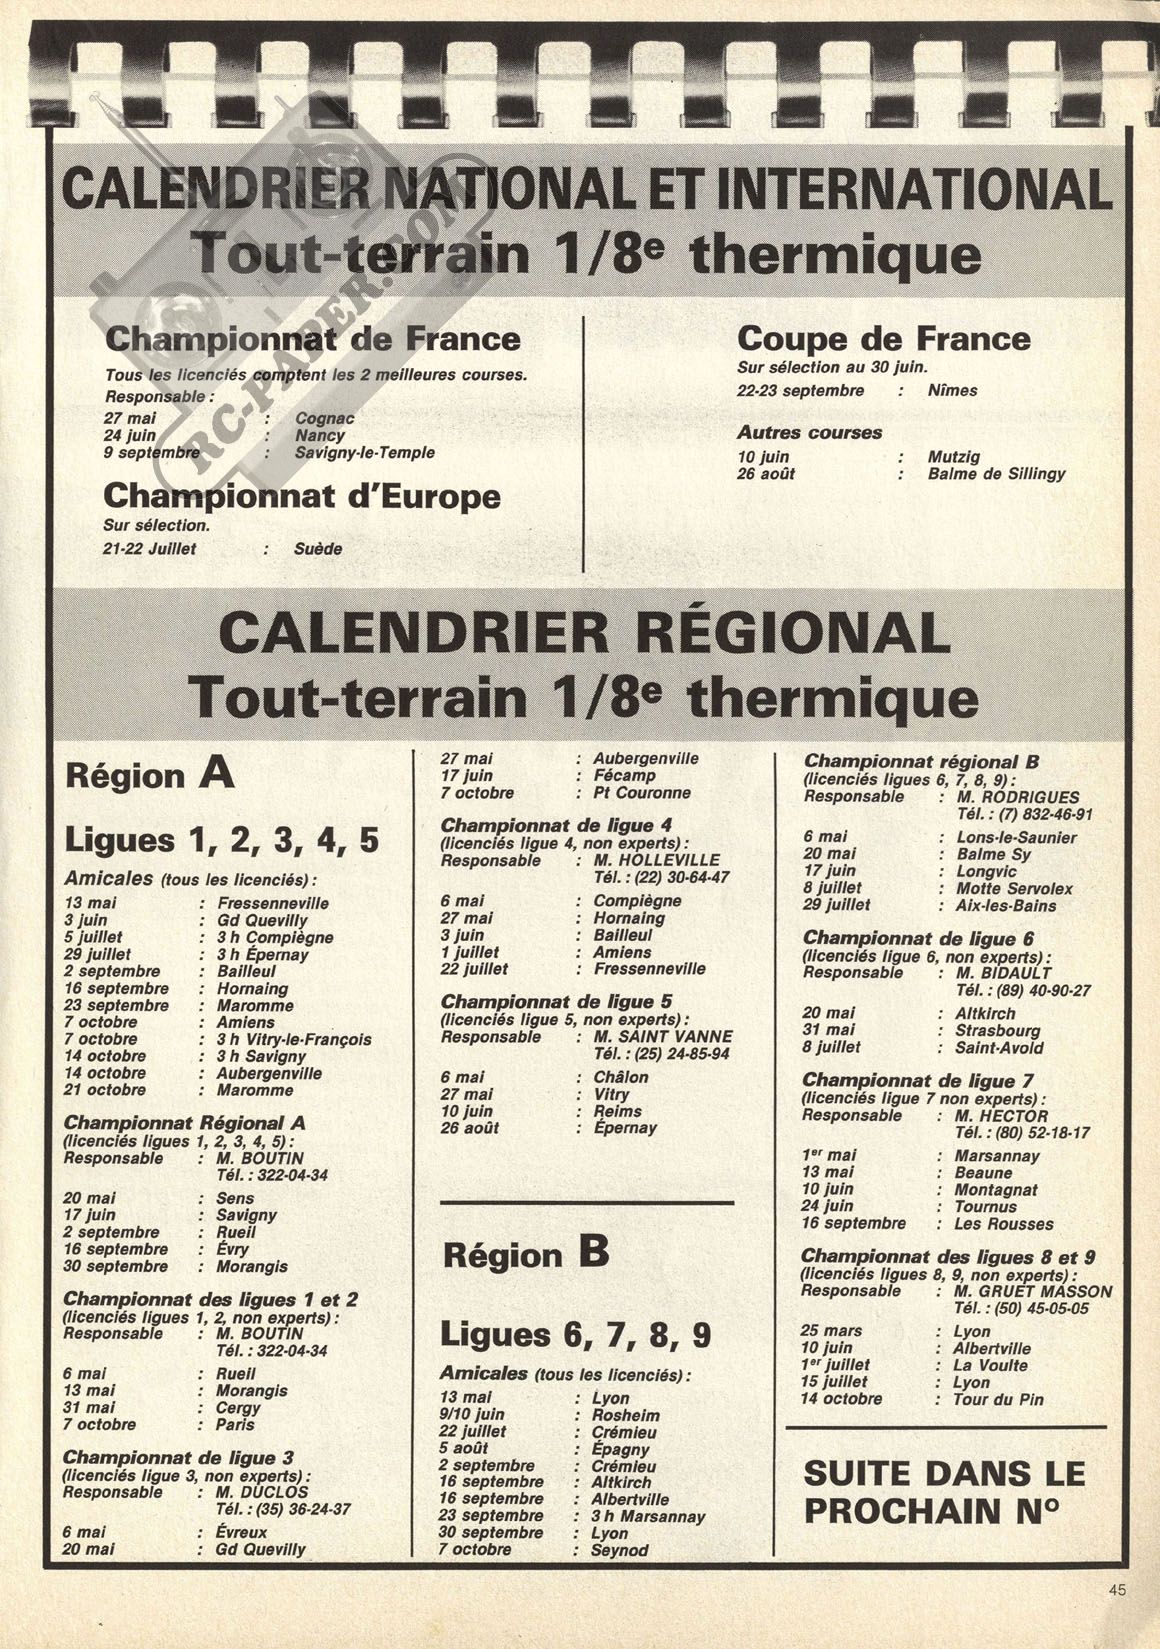 CALENDRIER NATIONAL ET INTERNATIONAL
Tout-terrain 1/8e thermique
Championnat de France
Tous les licenciés comptent les 2 meilleures courses.
Responsable :
27 mai : Cognac
24 juin : Nancy
9 septembre : Savigny-le-Temple
Championnat d'Europe
Sur sélection.
21-22 Juillet : Suède
Coupe de France
Sur sélection au 30 juin.
22-23 septembre : Nîmes
Autres courses
10 juin : Mutzig
26 août : Balme de Sillingy
RC-PAPER.COM
CALENDRIER RÉGIONAL
Tout-terrain 1/8e thermique
Région A
Ligues 1, 2, 3, 4, 5
Amicales (tous les licenciés) :
13 mai : Fressenneville
3 juin : Gd Quevilly
5 juillet : 3 h Compiègne
29 juillet : 3 h Épernay
2 septembre : Bailleul
16 septembre : Hornaing
23 septembre : Maromme
7 octobre : Amiens
7 octobre : 3 h Vitry-le-François
14 octobre : 3 h Savigny
14 octobre : Aubergenville
21 octobre : Maromme
Championnat Régional A
(licenciés ligues 1, 2, 3, 4, 5) :
Responsable : M. BOUTIN
Tél. : 322-04-34
20 mai : Sens
17 juin : Savigny
2 septembre : Rueil
16 septembre : Évry
30 septembre : Morangis
Championnat des ligues 1 et 2
(licenciés ligues 1, 2, non experts) :
Responsable : M. BOUTIN
Tél. : 322-04-34
6 mai : Rueil
13 mai : Morangis
31 mai : Cergy
7 octobre : Paris
Championnat de ligue 3
(licenciés ligue 3, non experts) :
Responsable : M. DUCLOS
Tél. : (35) 36-24-37
6 mai : Évreux
20 mai : Gd Quevilly
27 mai : Aubergenville
17 juin : Fécamp
7 octobre : Pt Couronne
Championnat de ligue 4
(licenciés ligue 4, non experts) :
Responsable : M. HOLLEVILLE
Tél. : (22) 30-64-47
6 mai : Compiègne
27 mai : Hornaing
3 juin : Bailleul
1 juillet : Amiens
22 juillet : Fressenneville
Championnat de ligue 5
(licenciés ligue 5, non experts) :
Responsable : M. SAINT VANNE
Tél. : (25) 24-85-94
6 mai : Châlon
27 mai : Vitry
10 juin : Reims
26 août : Épernay
Région B
Ligues 6, 7, 8, 9
Amicales (tous les licenciés) :
13 mai : Lyon
9/10 juin : Rosheim
22 juillet : Crémieu
5 août : Épagny
2 septembre : Crémieu
16 septembre : Altkirch
16 septembre : Albertville
23 septembre : 3 h Marsannay
30 septembre : Lyon
7 octobre : Seynod
Championnat régional B
(licenciés ligues 6, 7, 8, 9) :
Responsable : M. RODRIGUES
Tél. : (7) 832-46-91
6 mai : Lons-le-Saunier
20 mai : Balme Sy
17 juin : Longvic
8 juillet : Motte Servolex
29 juillet : Aix-les-Bains
Championnat de ligue 6
(licenciés ligue 6, non experts) :
Responsable : M. BIDAULT
Tél. : (89) 40-90-27
20 mai : Altkirch
31 mai : Strasbourg
8 juillet : Saint-Avold
Championnat de ligue 7
(licenciés ligue 7 non experts) :
Responsable : M. HECTOR
Tél. : (80) 52-18-17
1er mai : Marsannay
13 mai : Beaune
10 juin : Montagnat
24 juin : Tournus
16 septembre : Les Rousses
Championnat des ligues 8 et 9
(licenciés ligues 8, 9, non experts) :
Responsable : M. GRUET MASSON
Tél. : (50) 45-05-05
25 mars : Lyon
10 juin : Albertville
1er juillet : La Voulte
15 juillet : Lyon
14 octobre : Tour du Pin
SUITE DANS LE
PROCHAIN N°
45